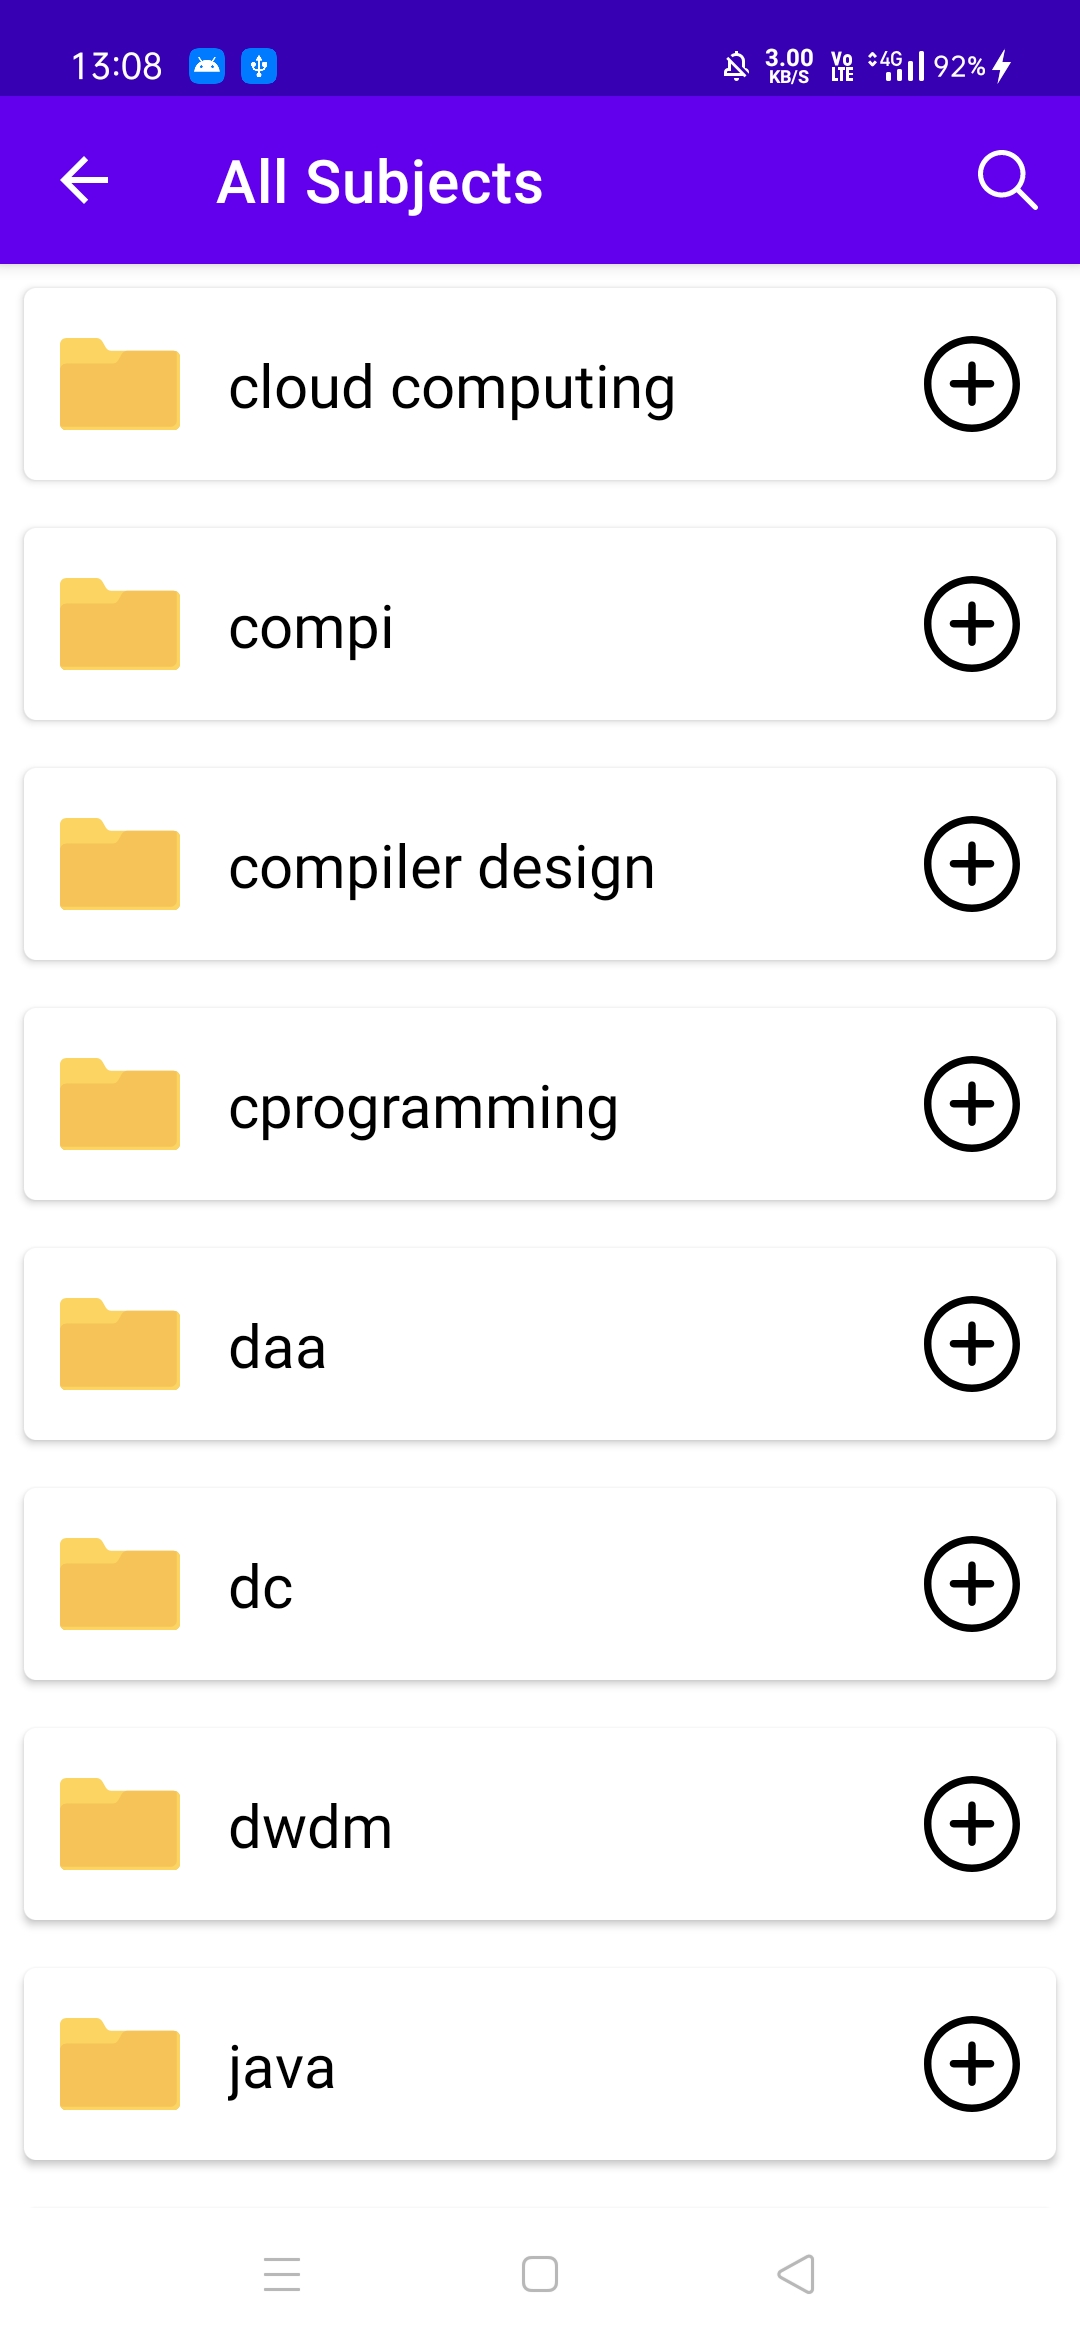 13:08 3.00 KB/S Vo LTE 4G 92%
All Subjects
cloud computing
compi
compiler design
cprogramming
daa
dc
dwdm
java